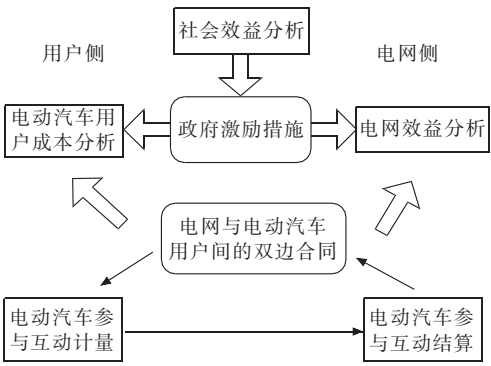 社会效益分析
用户侧
电网侧
电动汽车用
户成本分析
政府激励措施
电网效益分析
电网与电动汽车
用户间的双边合同
电动汽车参
与互动计量
电动汽车参
与互动结算